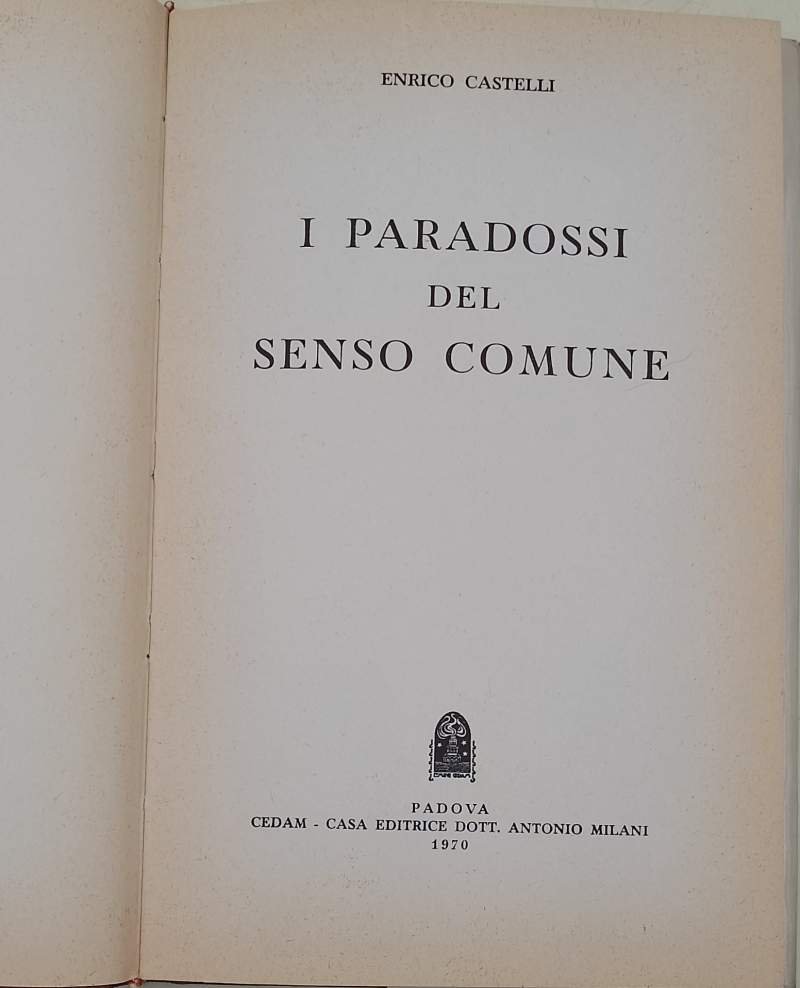 ENRICO CASTELLI
I PARADOSSI
DEL
SENSO COMUNE
PADOVA
CEDAM - CASA EDITRICE DOTT. ANTONIO MILANI
1970